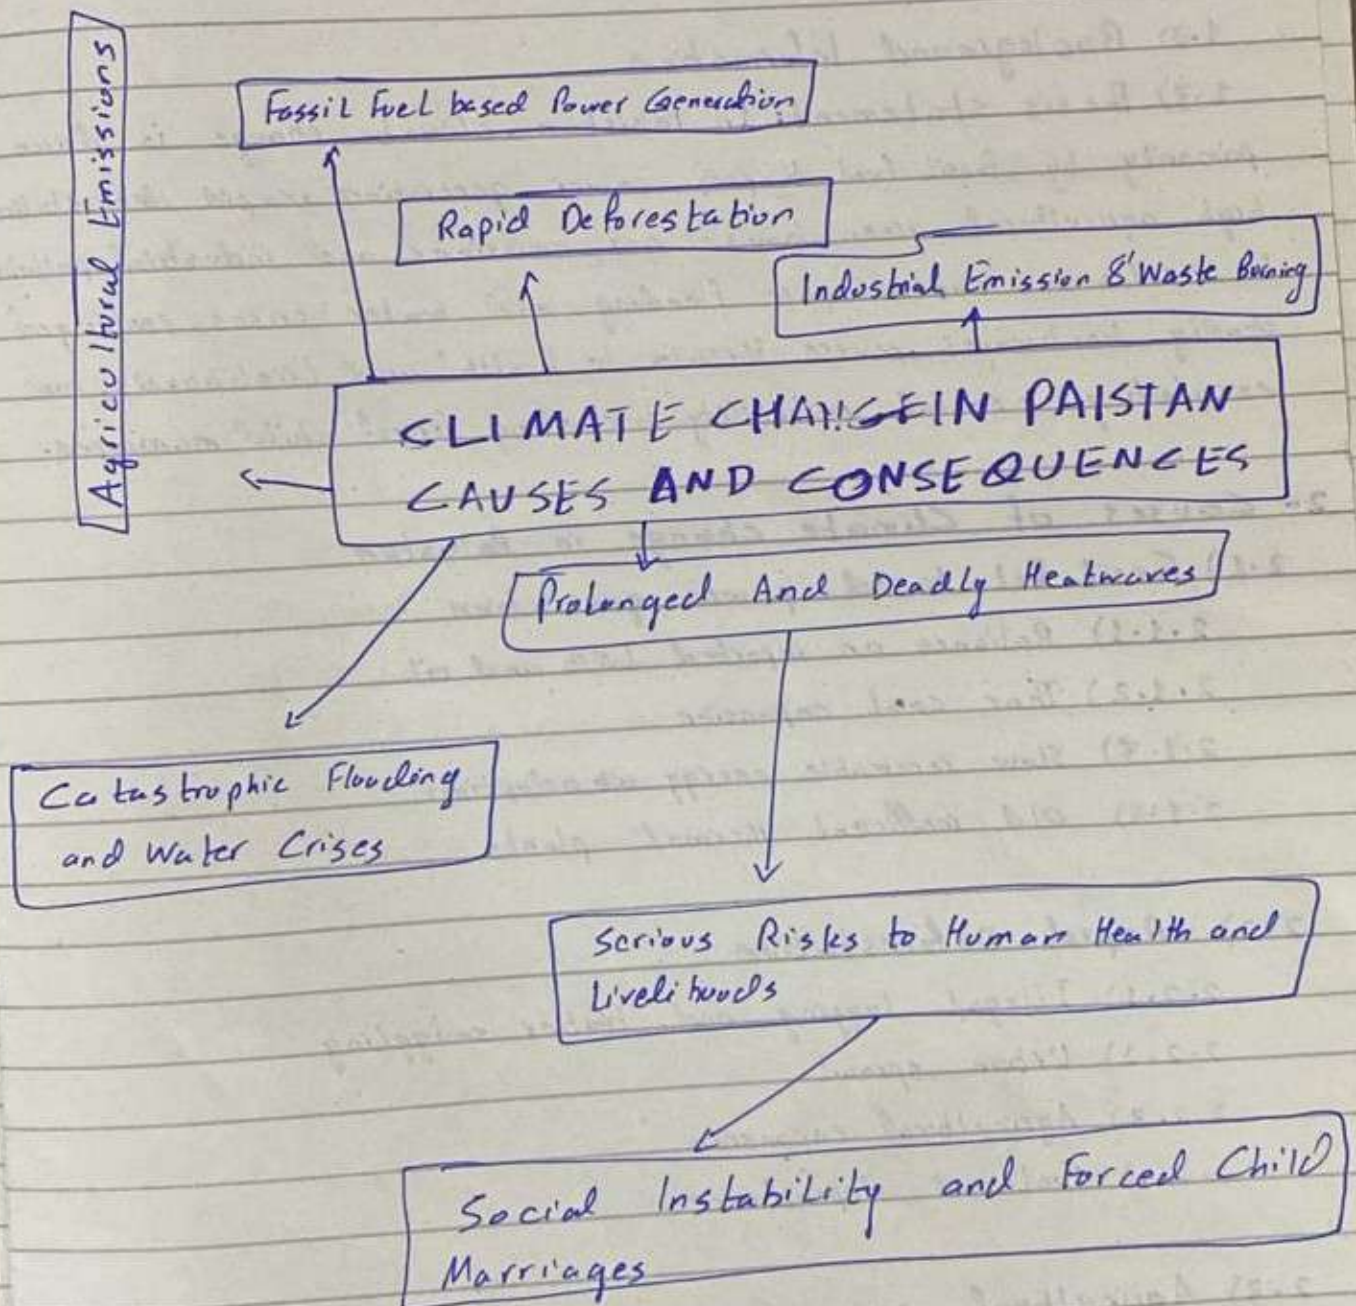 Agricultural Emissions
Fossil Fuel based Power Generation
Rapid Deforestation
Industrial Emission & Waste Burning
CLIMATE CHANGEIN PAISTAN
CAUSES AND CONSEQUENCES
Prolonged And Deadly Heatwaves
Catastrophic Flooding
and Water Crises
Serious Risks to Human Health and
Livelihoods
Social Instability and Forced Child
Marriages